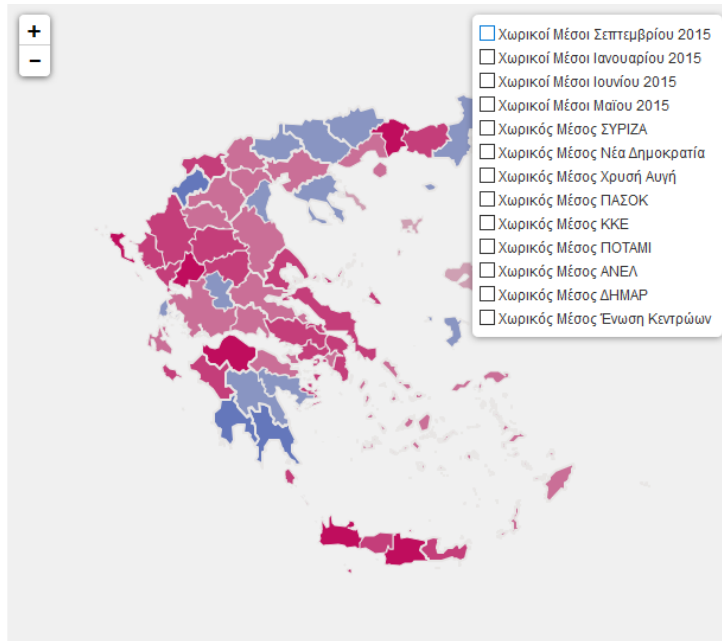 +
−
Χωρικοί Μέσοι Σεπτεμβρίου 2015
Χωρικοί Μέσοι Ιανουαρίου 2015
Χωρικοί Μέσοι Ιουνίου 2015
Χωρικοί Μέσοι Μαϊου 2015
Χωρικός Μέσος ΣΥΡΙΖΑ
Χωρικός Μέσος Νέα Δημοκρατία
Χωρικός Μέσος Χρυσή Αυγή
Χωρικός Μέσος ΠΑΣΟΚ
Χωρικός Μέσος ΚΚΕ
Χωρικός Μέσος ΠΟΤΑΜΙ
Χωρικός Μέσος ΑΝΕΛ
Χωρικός Μέσος ΔΗΜΑΡ
Χωρικός Μέσος Ένωση Κεντρώων